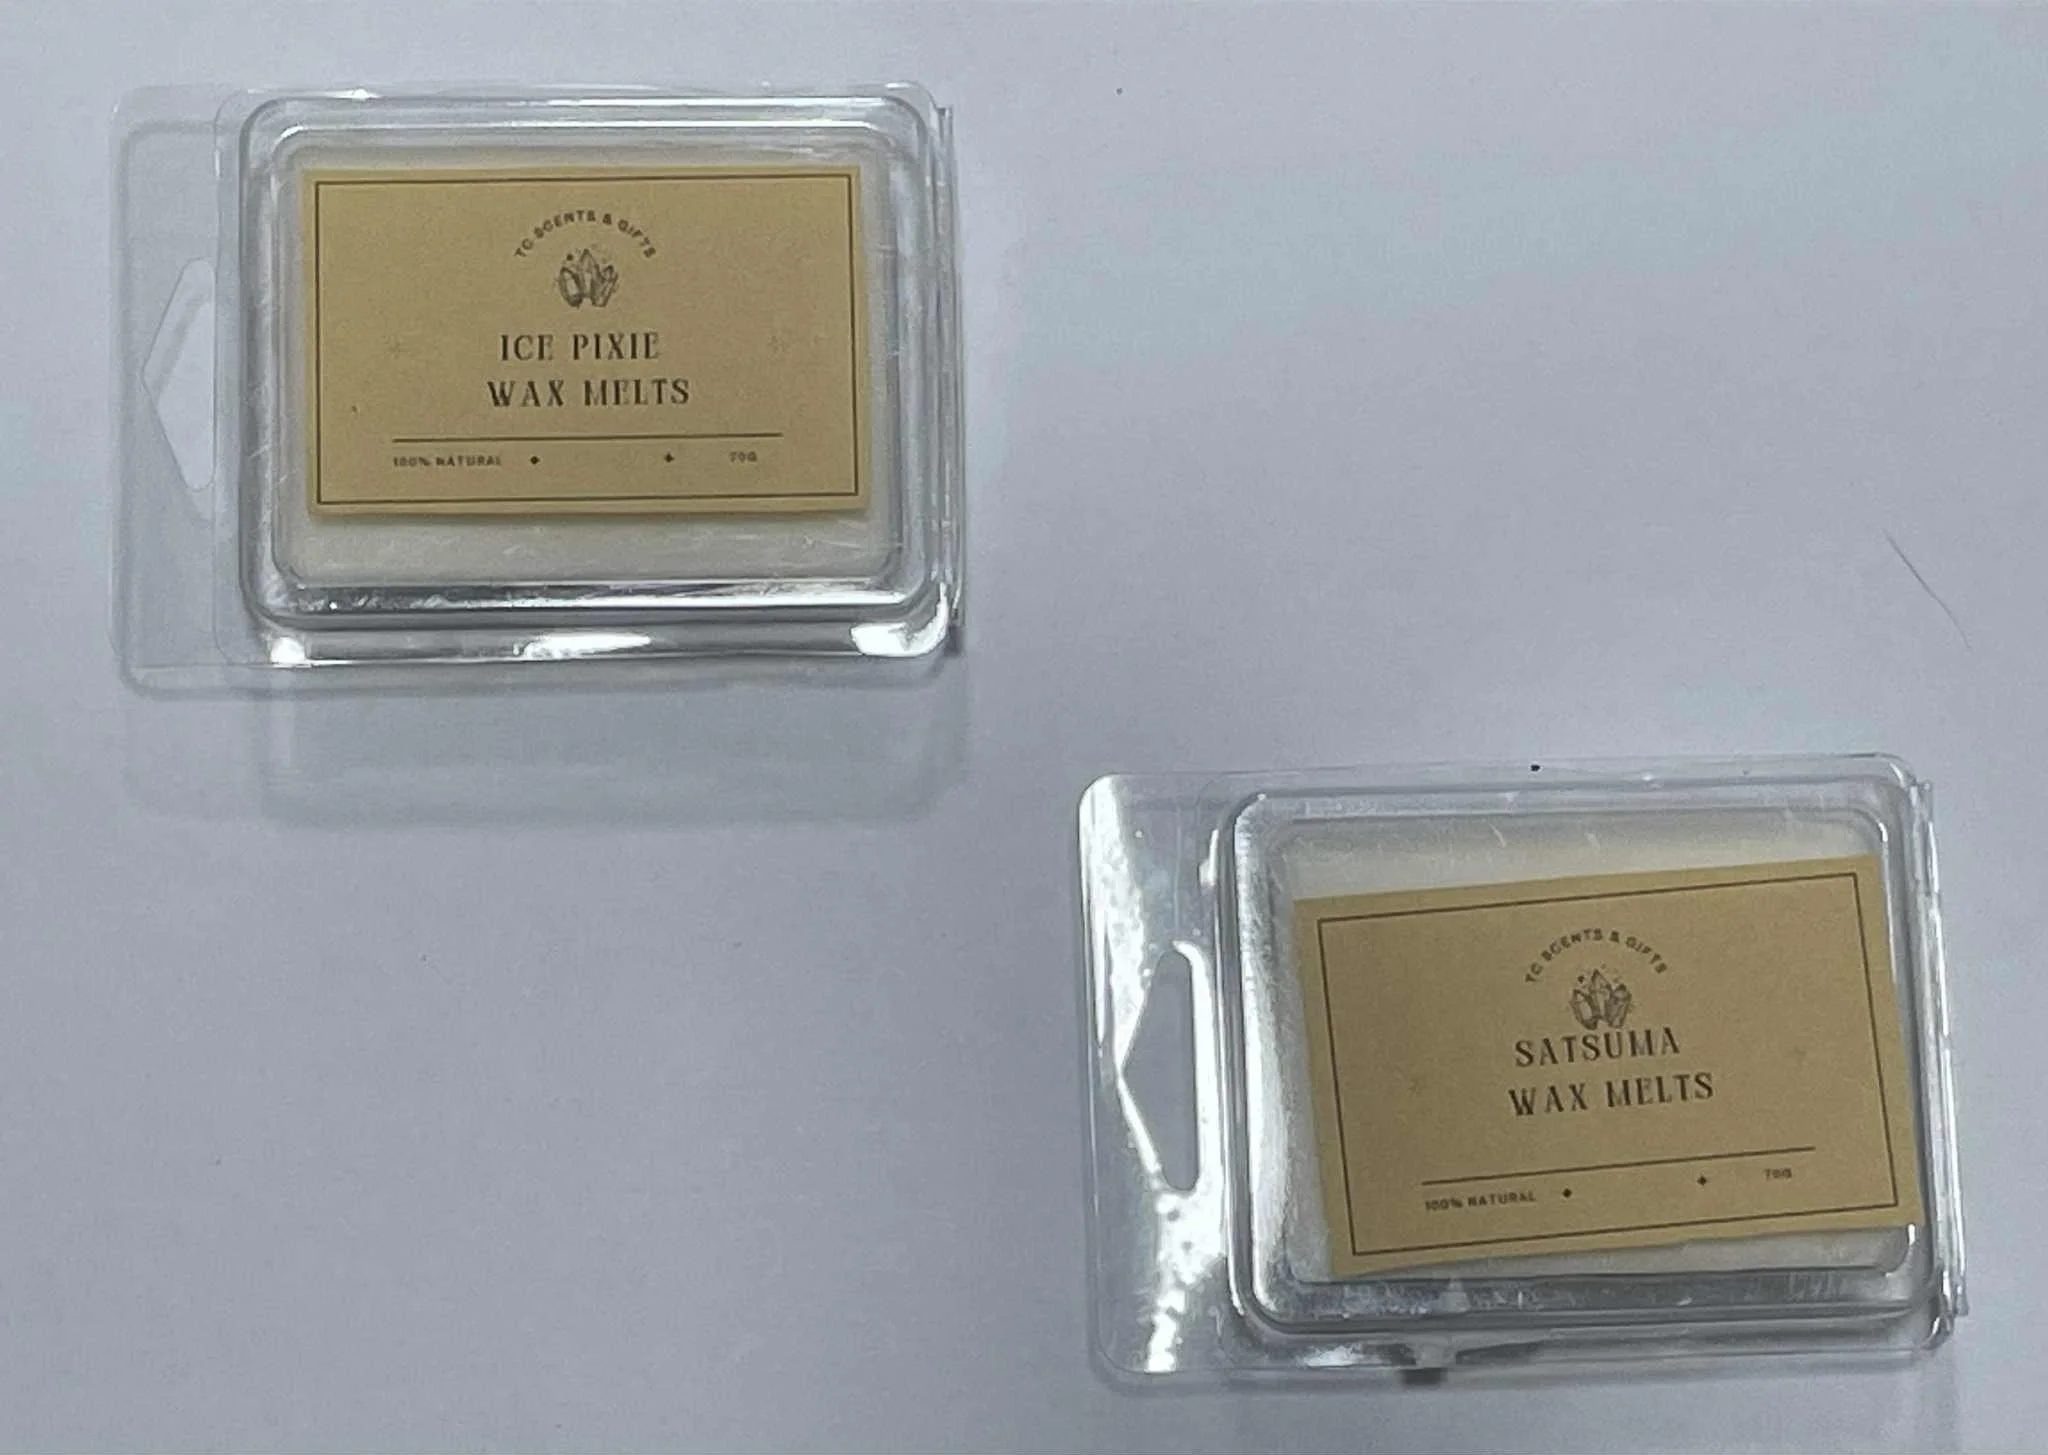 TC SCENTS & GIFTS
ICE PIXIE
WAX MELTS
100% NATURAL 70G
TC SCENTS & GIFTS
SATSUMA
WAX MELTS
100% NATURAL 70G